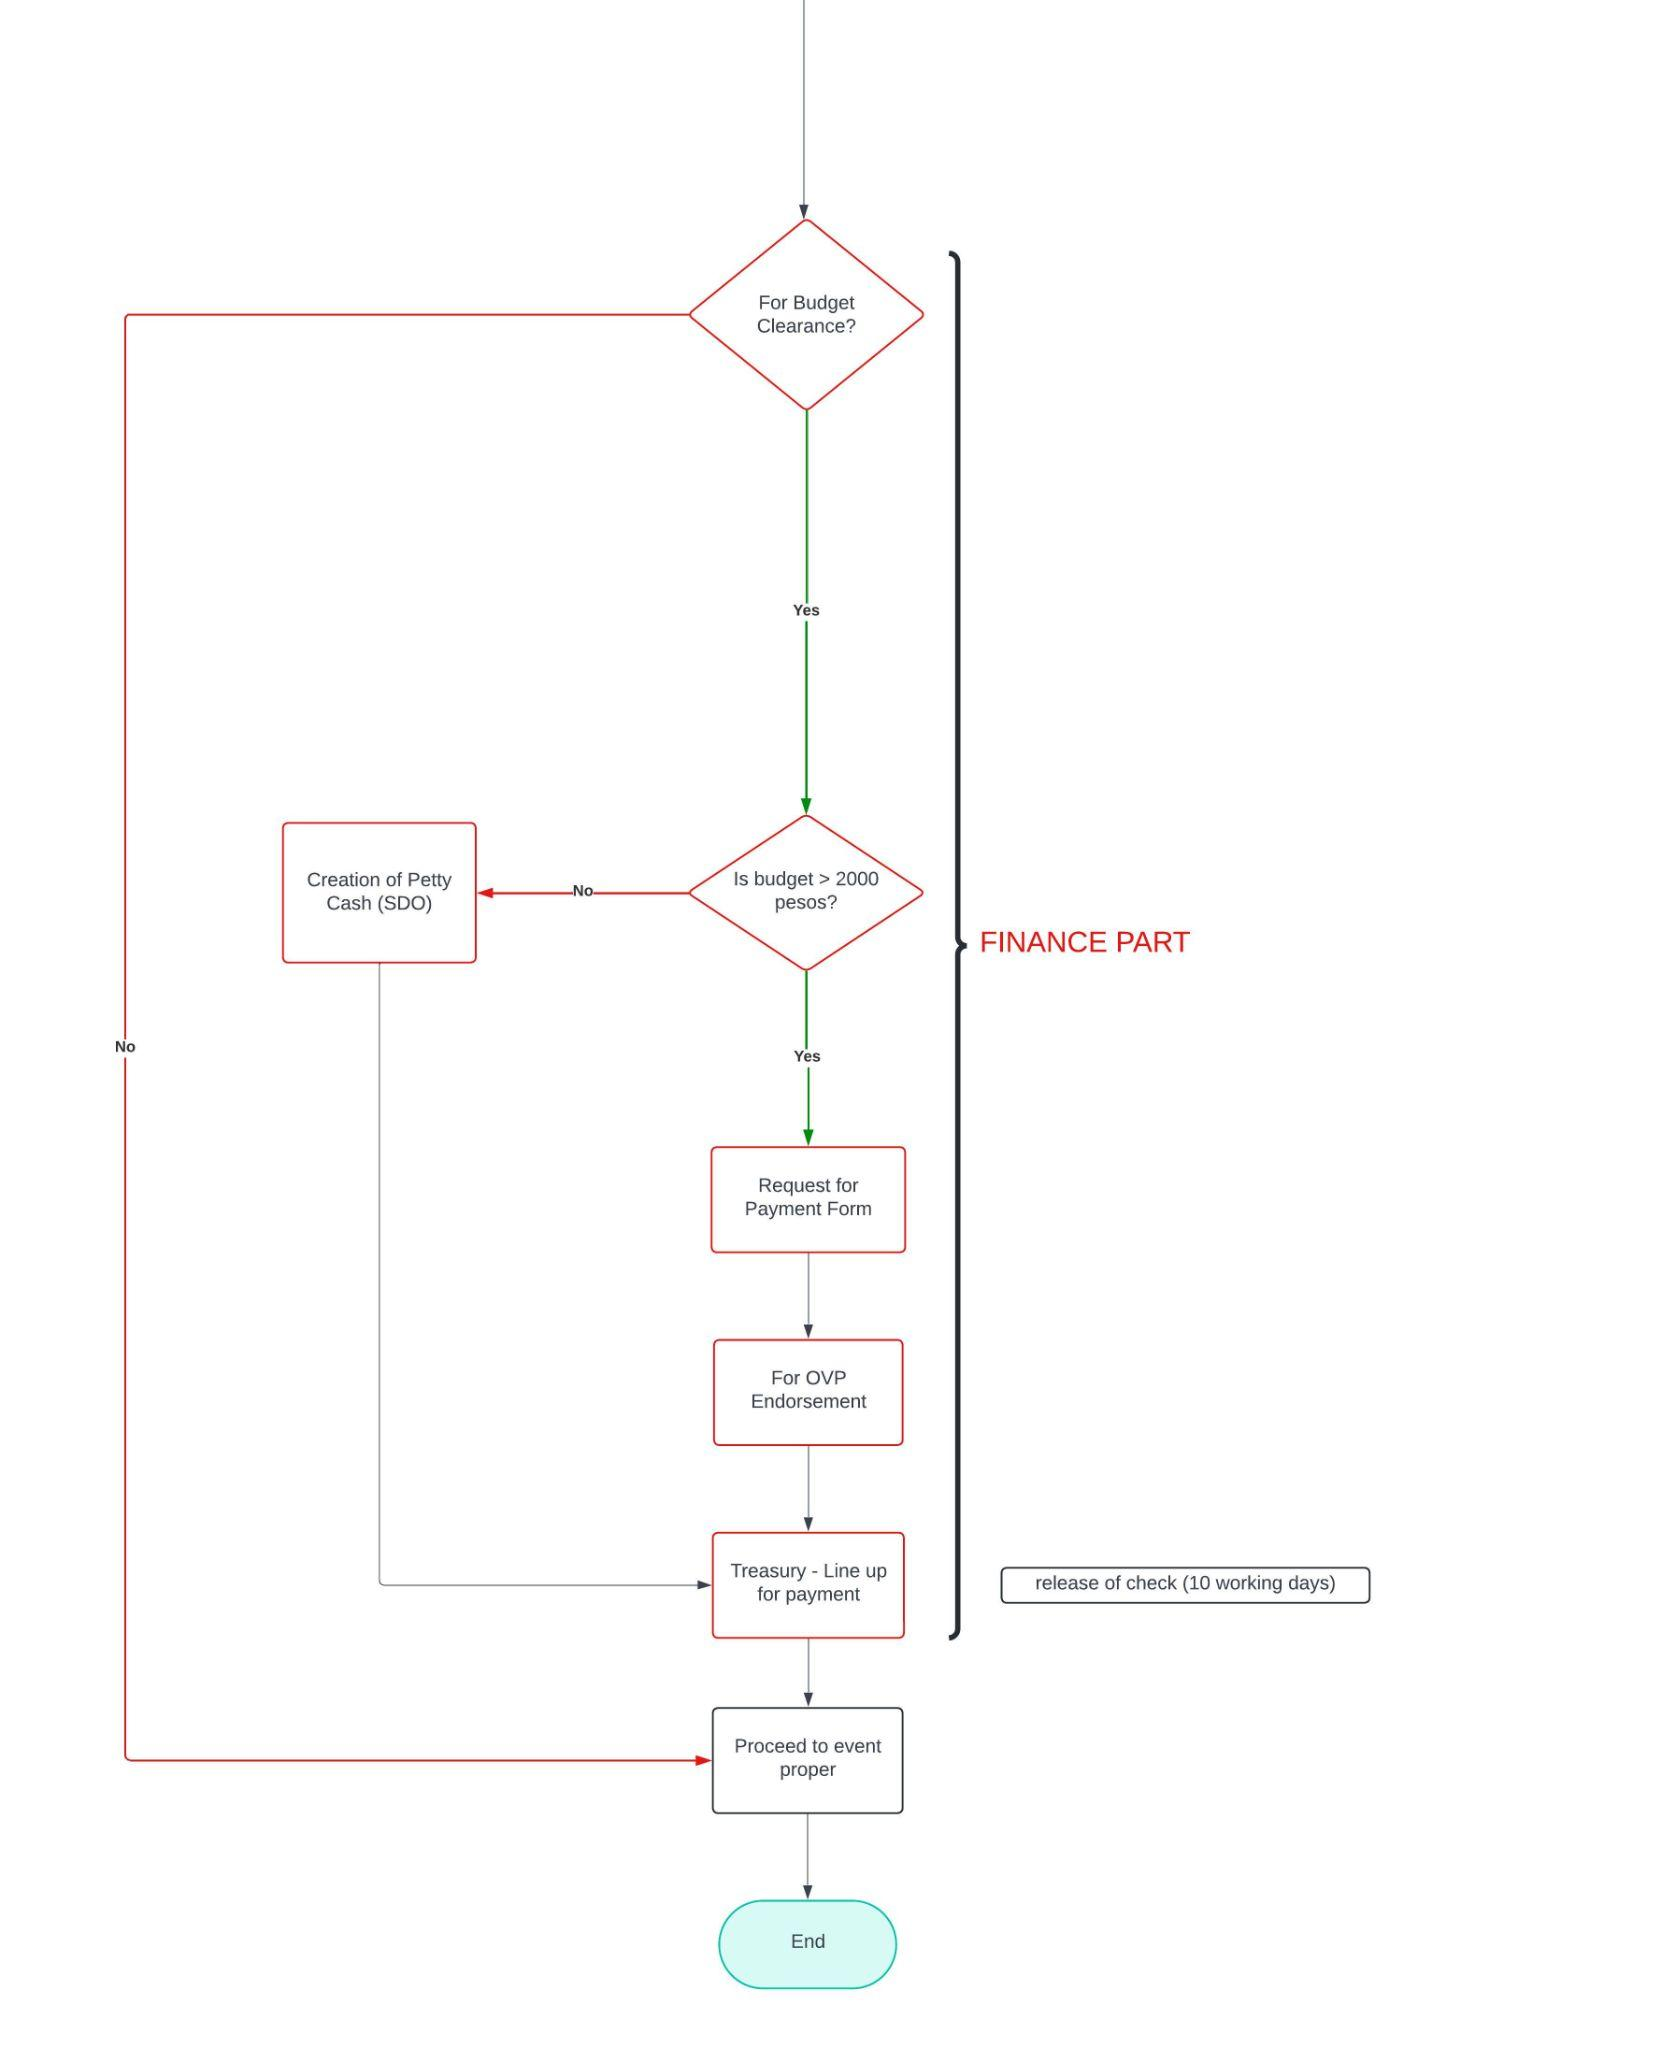 For Budget
Clearance?
Yes
Creation of Petty
Cash (SDO)
No
Is budget > 2000
pesos?
FINANCE PART
No
Yes
Request for
Payment Form
For OVP
Endorsement
Treasury - Line up
for payment
release of check (10 working days)
Proceed to event
proper
End